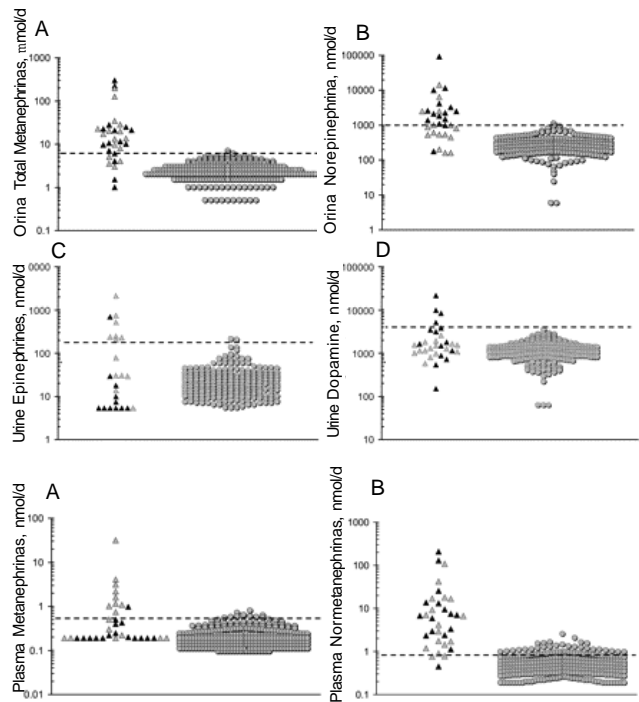 A
Orina Total Metanephrinas, mmol/d
1000
100
10
1
0.1
B
Orina Norepinephrina, nmol/d
100000
10000
1000
100
10
1
C
Urine Epinephrines, nmol/d
0000
1000
100
10
1
D
Urine Dopamine, nmol/d
100000
10000
1000
100
10
A
Plasma Metanephrinas, nmol/d
100
10
1
0.1
0.01
B
Plasma Normetanephrinas, nmol/d
1000
100
10
1
0.1